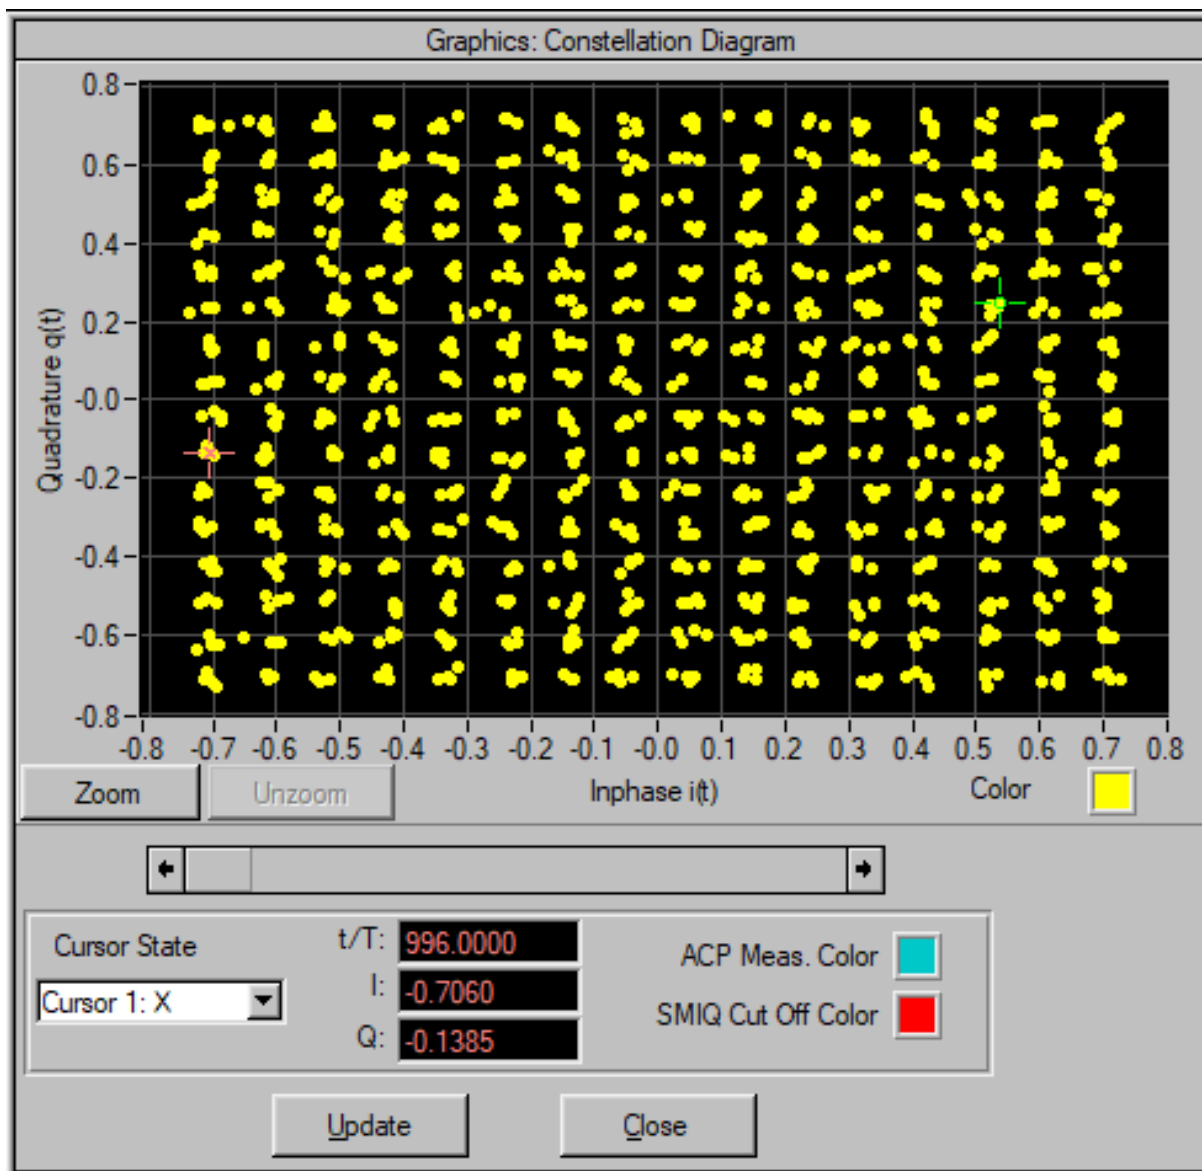 Graphics: Constellation Diagram
0.8
0.6
0.4
0.2
-0.0
-0.2
-0.4
-0.6
-0.8
Quadrature q(t)
-0.8 -0.7 -0.6 -0.5 -0.4 -0.3 -0.2 -0.1 -0.0 0.1 0.2 0.3 0.4 0.5 0.6 0.7 0.8
Zoom Unzoom Inphase i(t) Color
Cursor State t/T: 996.0000 ACP Meas. Color
Cursor 1: X I: -0.7060 SMIQ Cut Off Color
Q: -0.1385
Update Close